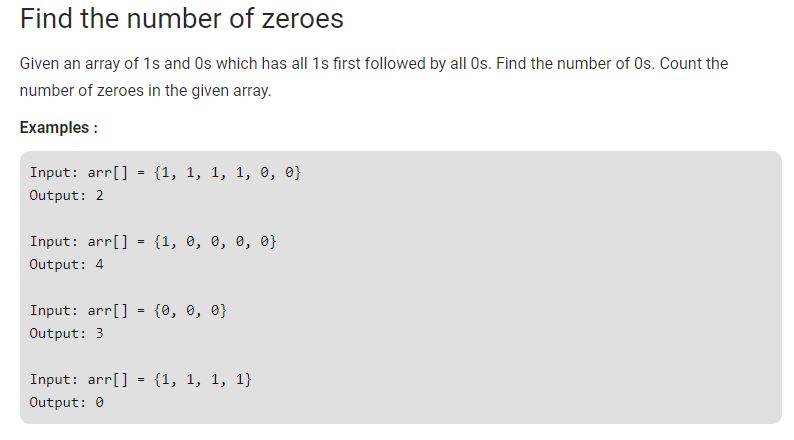 Find the number of zeroes
Given an array of 1s and 0s which has all 1s first followed by all 0s. Find the number of 0s. Count the
number of zeroes in the given array.
Examples :
Input: arr[] = {1, 1, 1, 1, 0, 0}
Output: 2
Input: arr[] = {1, 0, 0, 0, 0}
Output: 4
Input: arr[] = {0, 0, 0}
Output: 3
Input: arr[] = {1, 1, 1, 1}
Output: 0